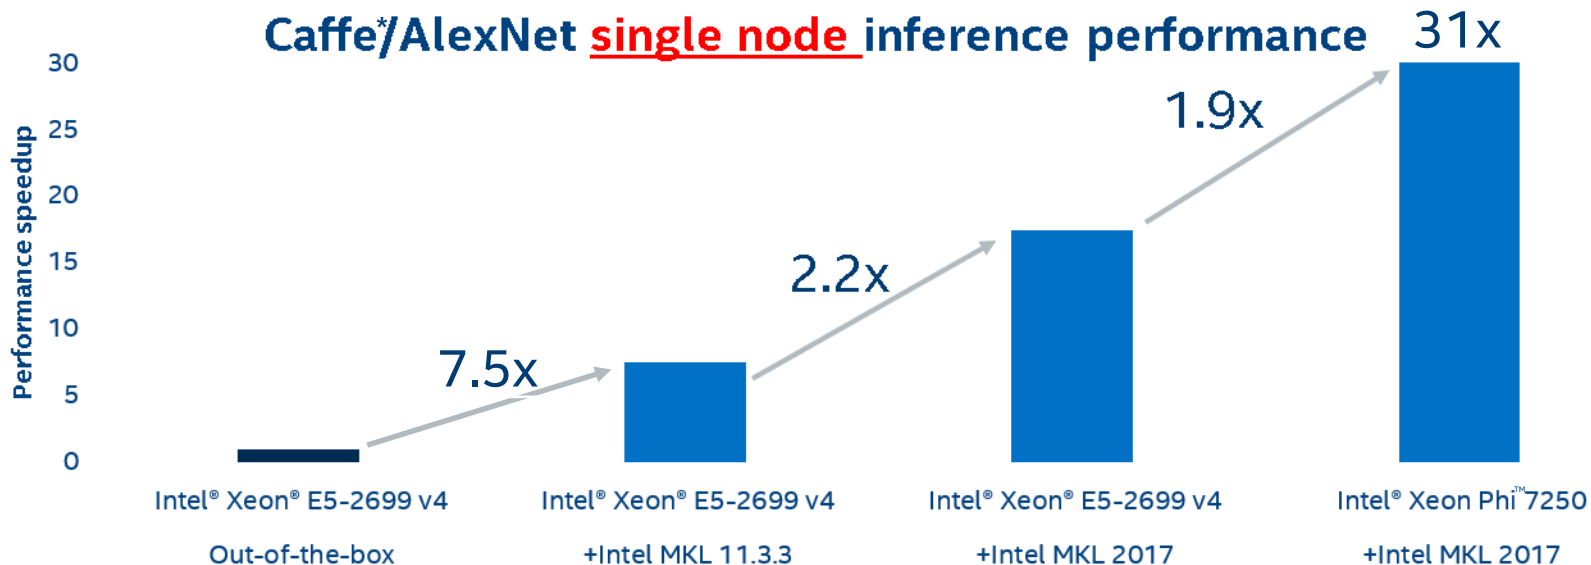 Caffe*/AlexNet single node inference performance
31x
30
25
20
15
10
5
0
Performance speedup
1.9x
2.2x
7.5x
Intel® Xeon® E5-2699 v4
Out-of-the-box
Intel® Xeon® E5-2699 v4
+Intel MKL 11.3.3
Intel® Xeon® E5-2699 v4
+Intel MKL 2017
Intel® Xeon Phi™ 7250
+Intel MKL 2017